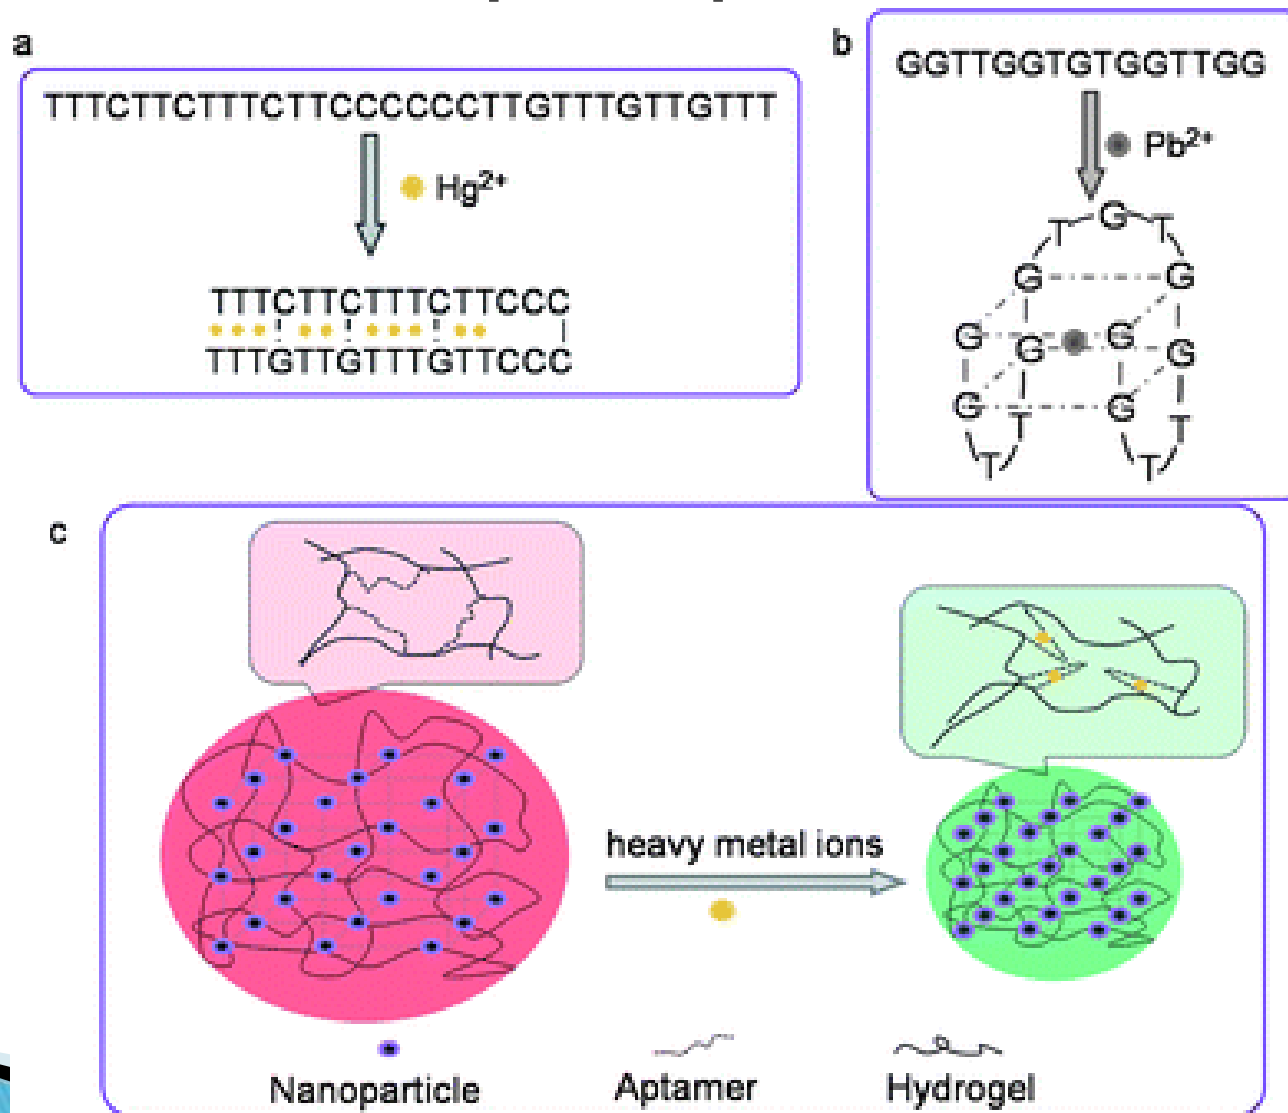 a
TTTCTTCTTTCTTCCCCCCTTGTTTGTTGTTT
Hg2+
TTTCTTCTTTCTTCCC
TTTGTTGTTTGTTCCC
b
GGTTGGTGTGGTTGG
Pb2+
T G T
G G
G G
G G
G G
T T
T T
c
heavy metal ions
Nanoparticle Aptamer Hydrogel